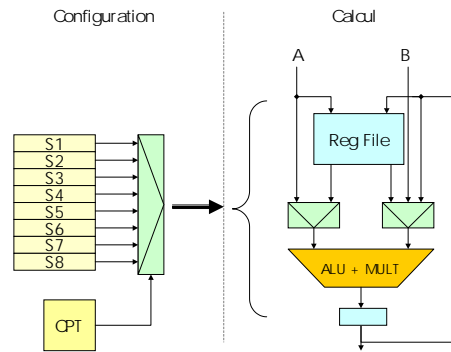 Configuration
Calcul
A
B
S1
S2
S3
S4
S5
S6
S7
S8
Reg File
ALU + MULT
CPT